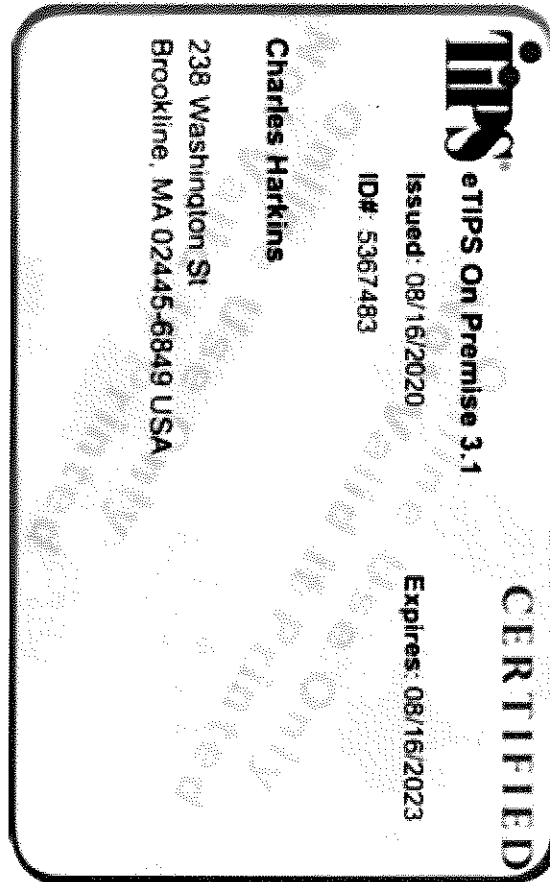 TiPS® eTIPS On Premise 3.1 CERTIFIED
Issued: 08/16/2020 Expires: 08/16/2023
ID#: 5367483
Charles Harkins
238 Washington St
Brookline, MA 02445-6849 USA